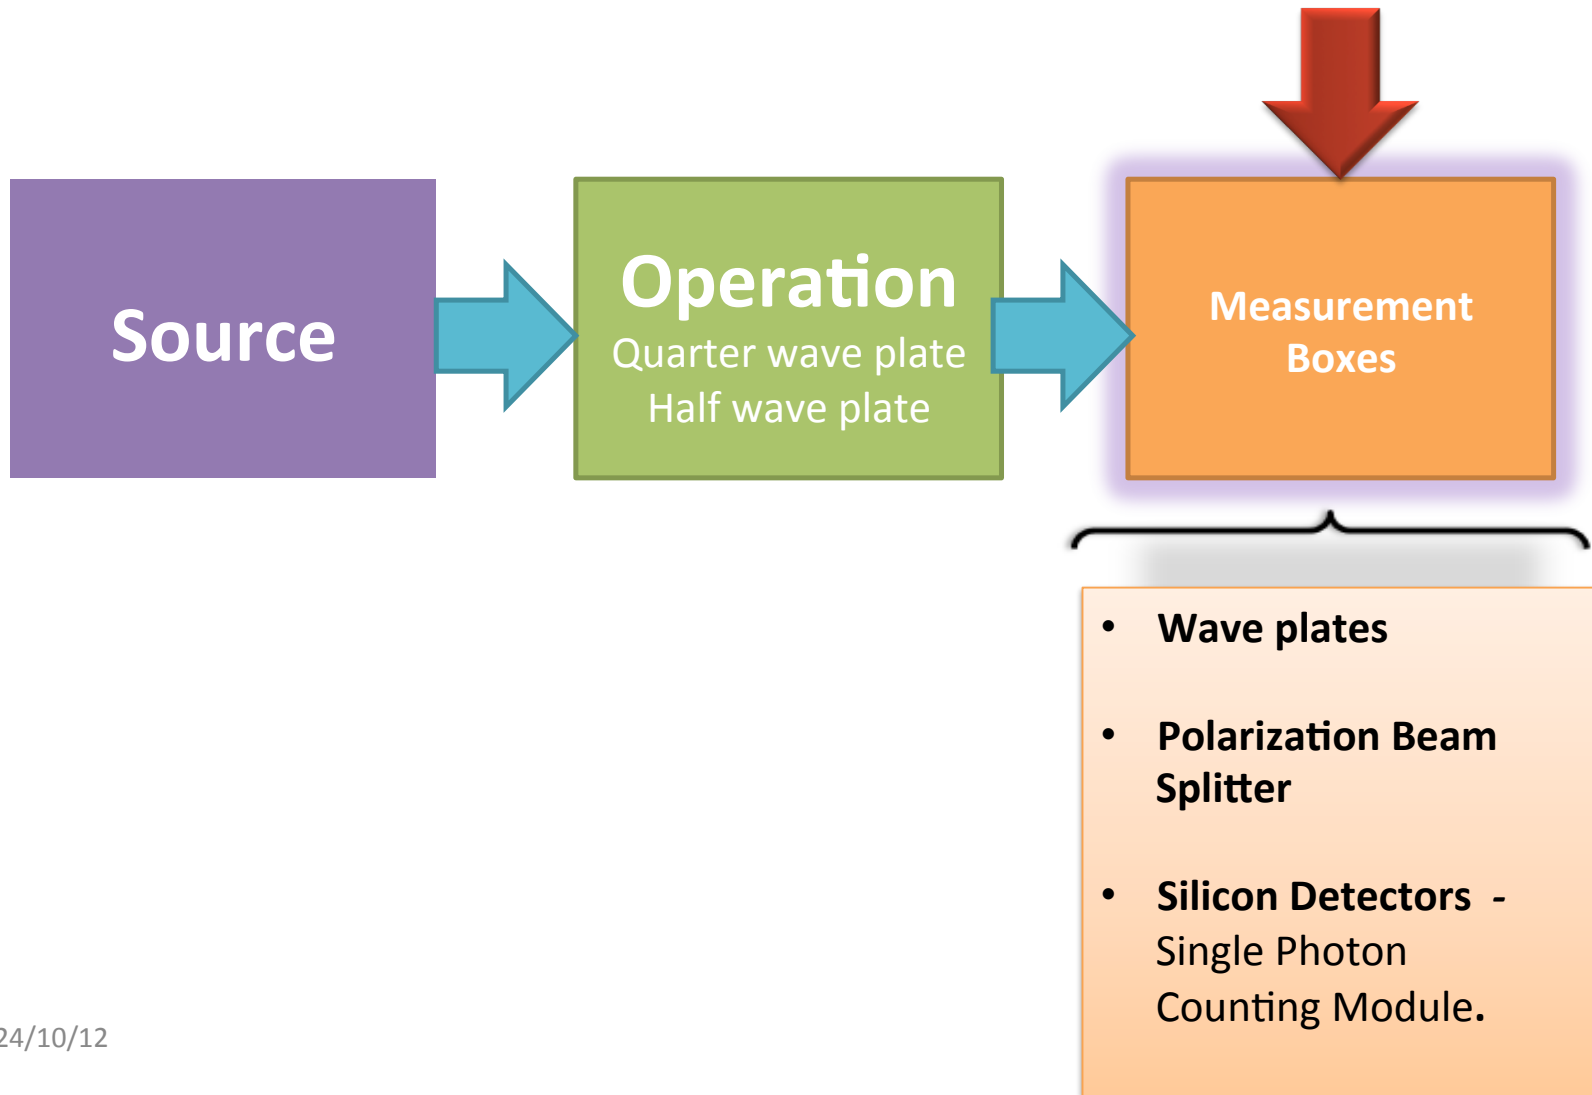 Source
Operation
Quarter wave plate
Half wave plate
Measurement
Boxes
• Wave plates
• Polarization Beam
Splitter
• Silicon Detectors -
Single Photon
Counting Module.
24/10/12